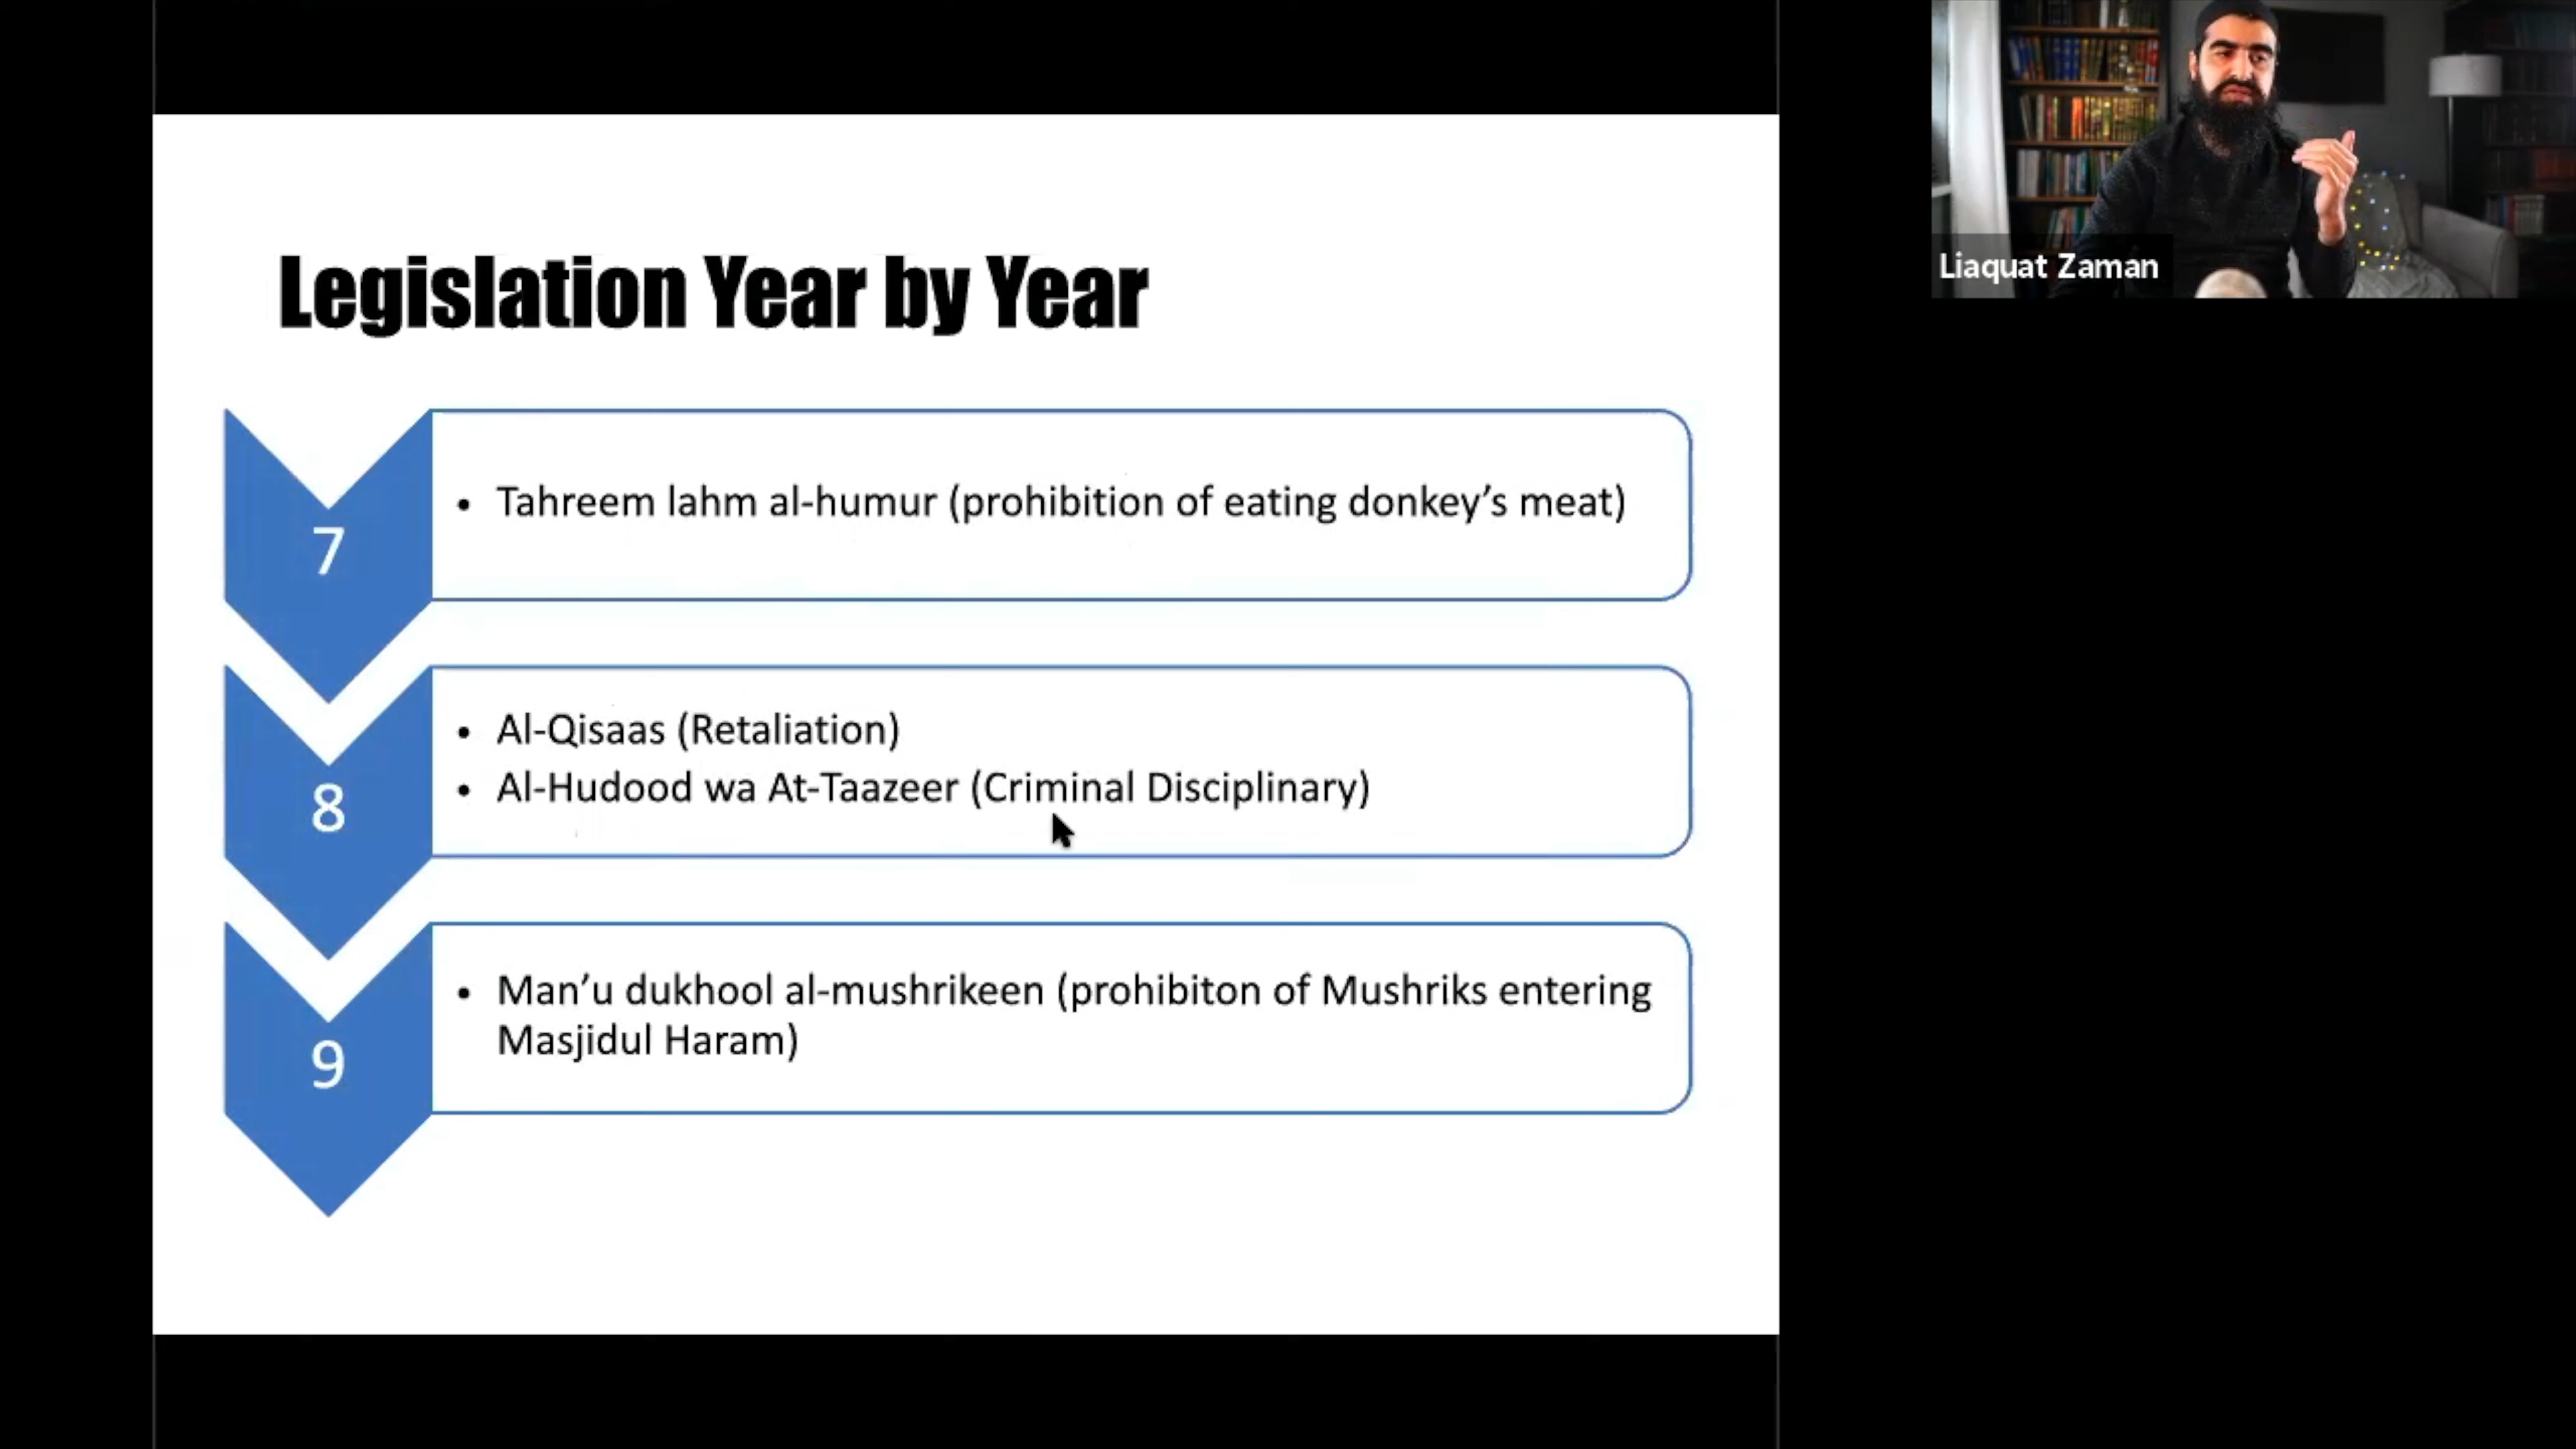 Legislation Year by Year
7
• Tahreem lahm al-humur (prohibition of eating donkey's meat)
8
• Al-Qisaas (Retaliation)
• Al-Hudood wa At-Taazeer (Criminal Disciplinary)
9
• Man'u dukhool al-mushrikeen (prohibiton of Mushriks entering
Masjidul Haram)
Liaquat Zaman